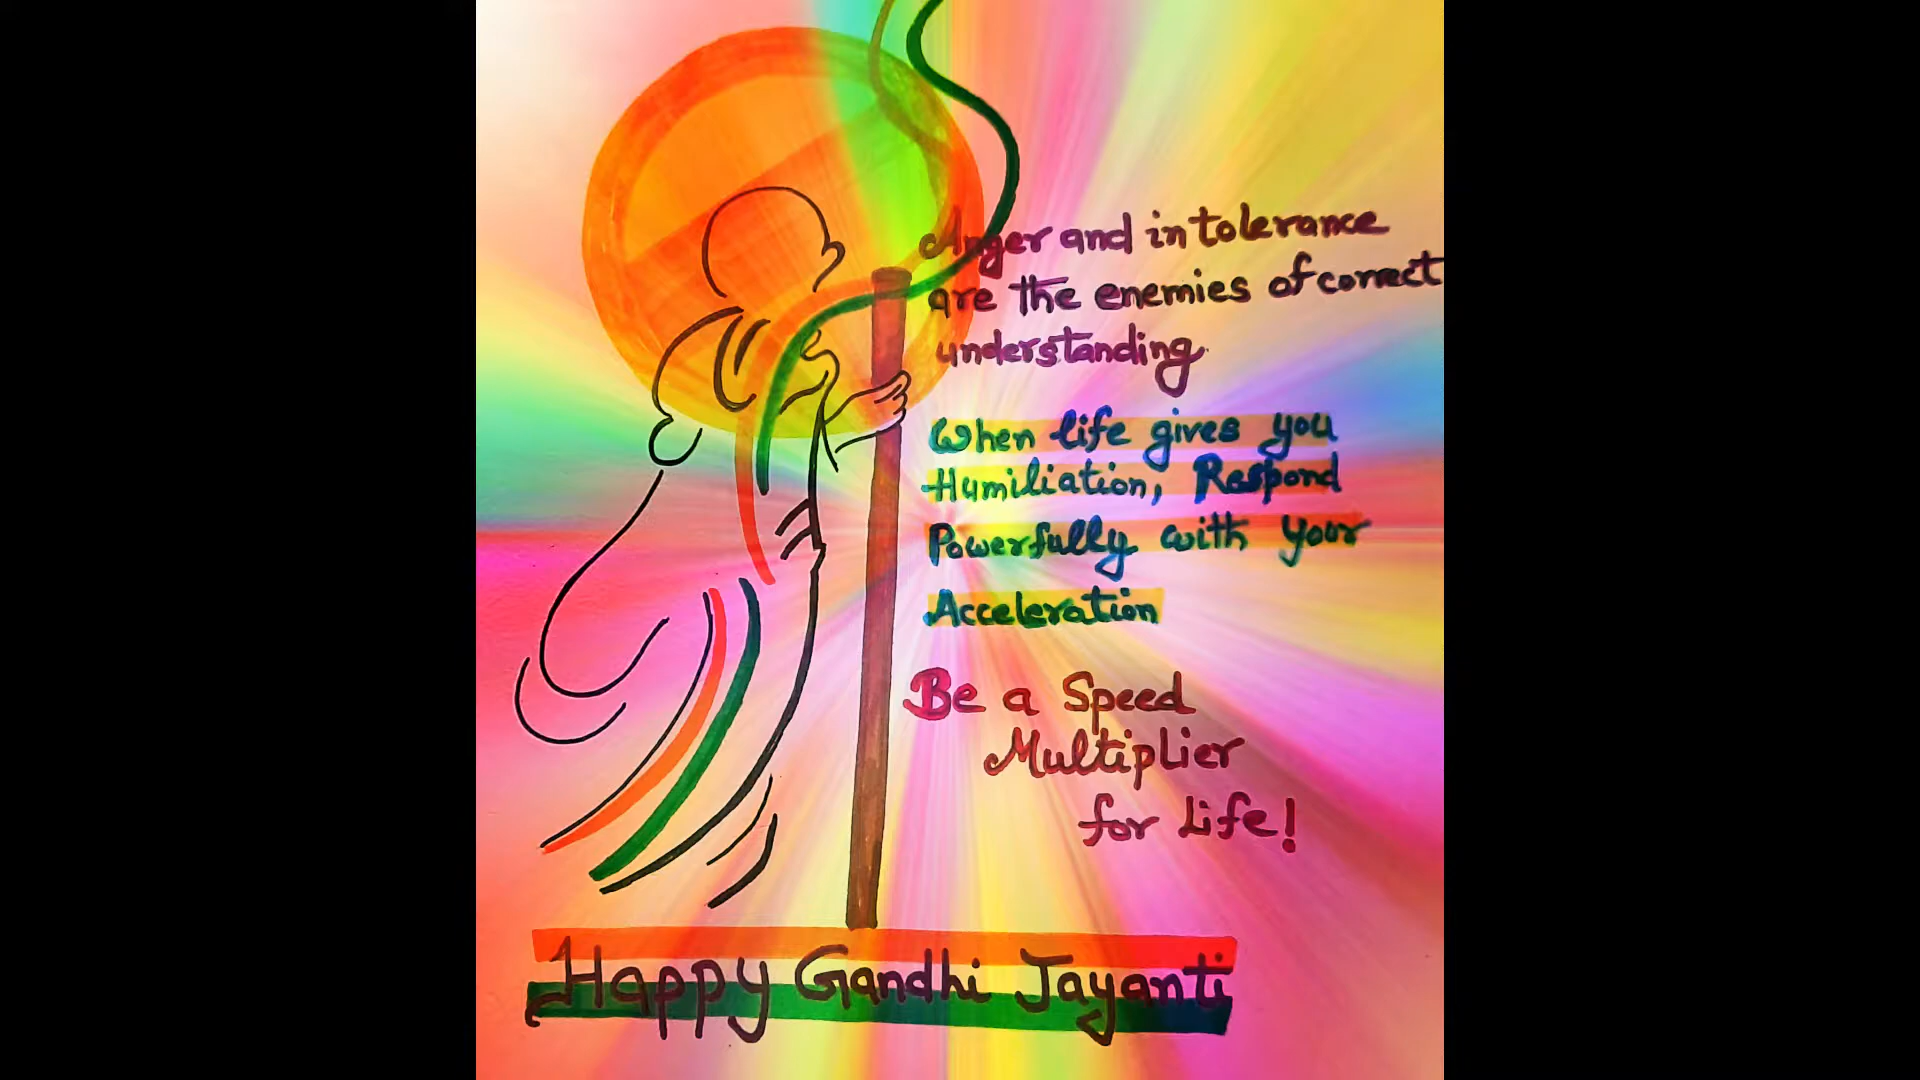 Anger and intolerance
are the enemies of correct
understanding.
When life gives you
Humiliation, Respond
Powerfully with your
Acceleration
Be a Speed
Multiplier
for Life!
Happy Gandhi Jayanti